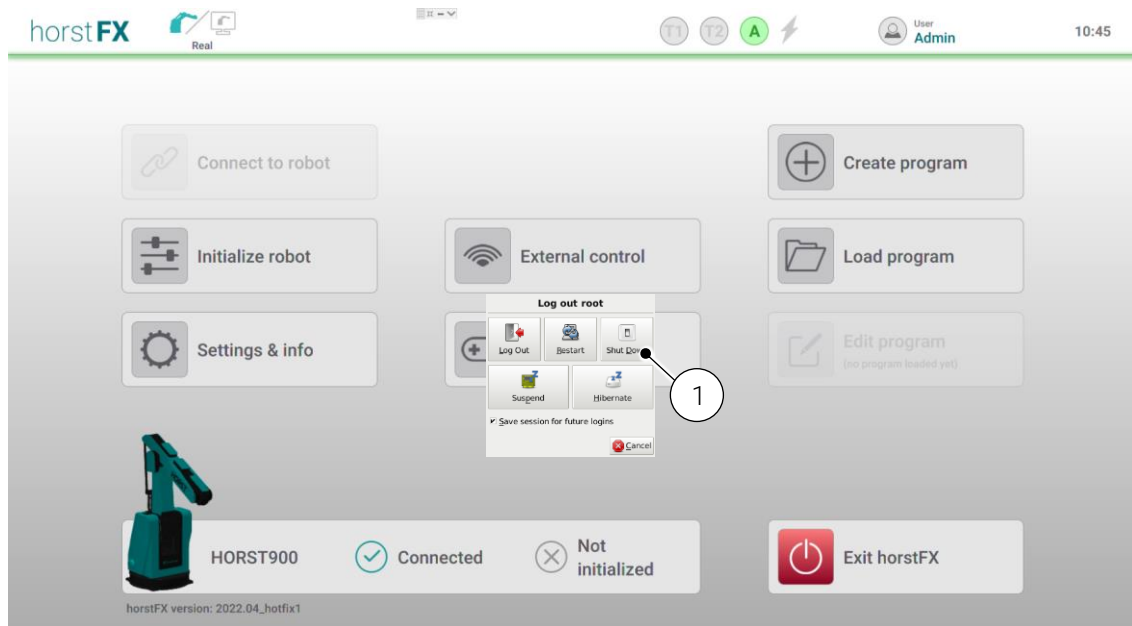 horstFX
Real
T1 T2 A
User
Admin
10:45
Connect to robot
Create program
Initialize robot
External control
Load program
Log out root
Log Out Restart Shut Down
Settings & info
Edit program
(no program loaded yet)
Suspend Hibernate
1
Save session for future logins
Cancel
HORST900
Connected
Not
initialized
Exit horstFX
horstFX version: 2022.04_hotfix1